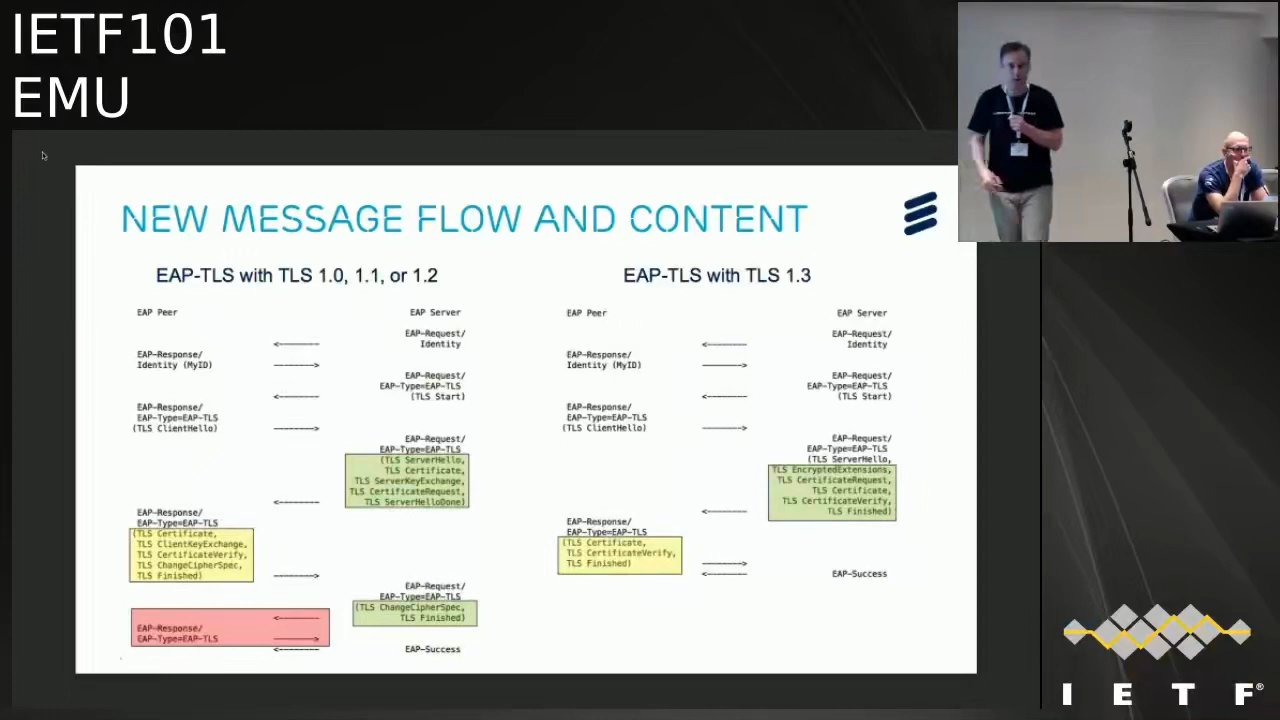 IETF101
EMU
NEW MESSAGE FLOW AND CONTENT
EAP-TLS with TLS 1.0, 1.1, or 1.2
EAP Peer EAP Server
EAP-Request/
Identity
<-------
EAP-Response/
Identity (MyID) ------->
EAP-Request/
EAP-Type=EAP-TLS
<------- (TLS Start)
EAP-Response/
EAP-Type=EAP-TLS
(TLS ClientHello) ------->
EAP-Request/
EAP-Type=EAP-TLS
(TLS ServerHello,
TLS Certificate,
TLS ServerKeyExchange,
TLS CertificateRequest,
<------- TLS ServerHelloDone)
EAP-Response/
EAP-Type=EAP-TLS
(TLS Certificate,
TLS ClientKeyExchange,
TLS CertificateVerify,
TLS ChangeCipherSpec,
TLS Finished) ------->
EAP-Request/
EAP-Type=EAP-TLS
(TLS ChangeCipherSpec,
<------- TLS Finished)
EAP-Response/
EAP-Type=EAP-TLS ------->
<------- EAP-Success
EAP-TLS with TLS 1.3
EAP Peer EAP Server
EAP-Request/
<------- Identity
EAP-Response/
Identity (MyID) ------->
EAP-Request/
EAP-Type=EAP-TLS
<------- (TLS Start)
EAP-Response/
EAP-Type=EAP-TLS
(TLS ClientHello) ------->
EAP-Request/
EAP-Type=EAP-TLS
(TLS ServerHello,
TLS EncryptedExtensions,
TLS CertificateRequest,
TLS Certificate,
TLS CertificateVerify,
<------- TLS Finished)
EAP-Response/
EAP-Type=EAP-TLS
(TLS Certificate,
TLS CertificateVerify,
TLS Finished) ------->
<------- EAP-Success
I E T F®